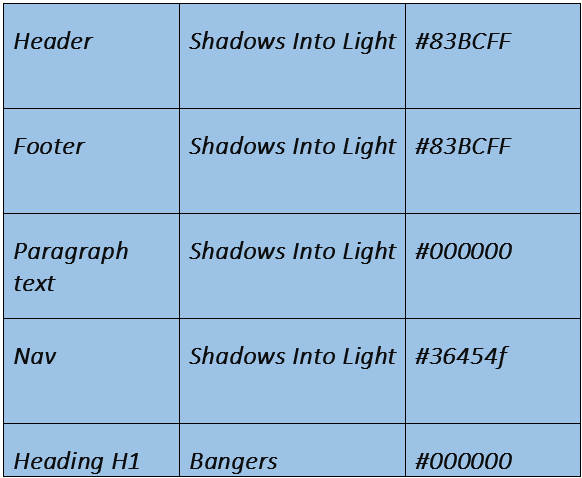 Header Shadows Into Light #83BCFF
Footer Shadows Into Light #83BCFF
Paragraph Shadows Into Light #000000
text
Nav Shadows Into Light #36454f
Heading H1 Bangers #000000